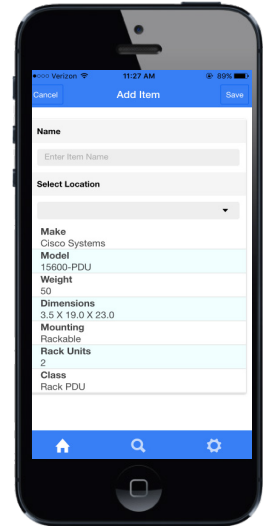 Verizon 11:27 AM 89%
Cancel Add Item Save
Name
Enter Item Name
Select Location
Make
Cisco Systems
Model
15600-PDU
Weight
50
Dimensions
3.5 X 19.0 X 23.0
Mounting
Rackable
Rack Units
2
Class
Rack PDU